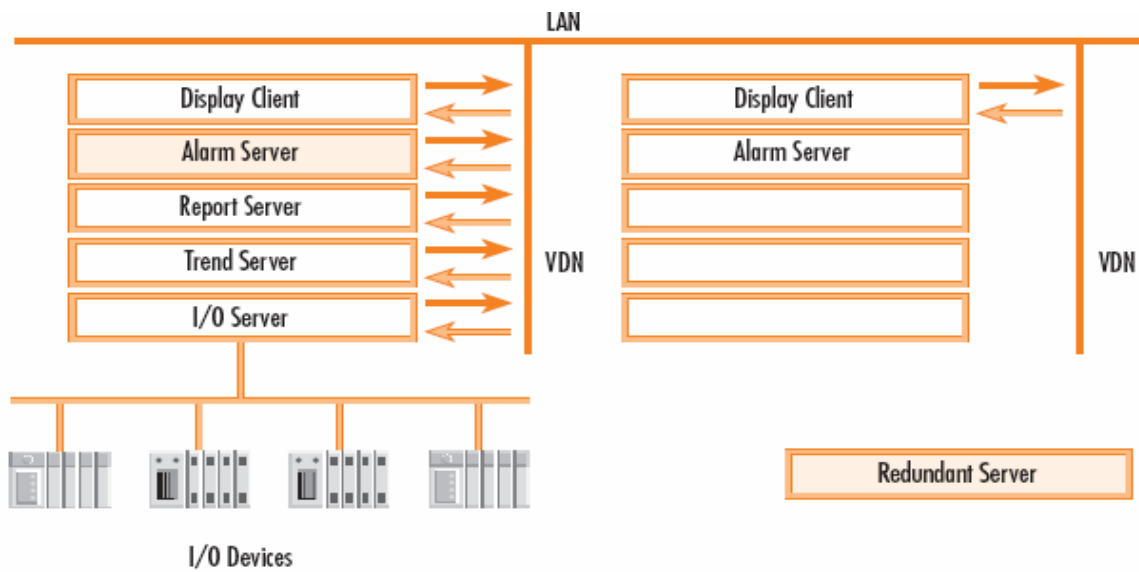 LAN
Display Client
Alarm Server
Report Server
Trend Server
I/O Server
VDN
Display Client
Alarm Server
VDN
I/O Devices
Redundant Server